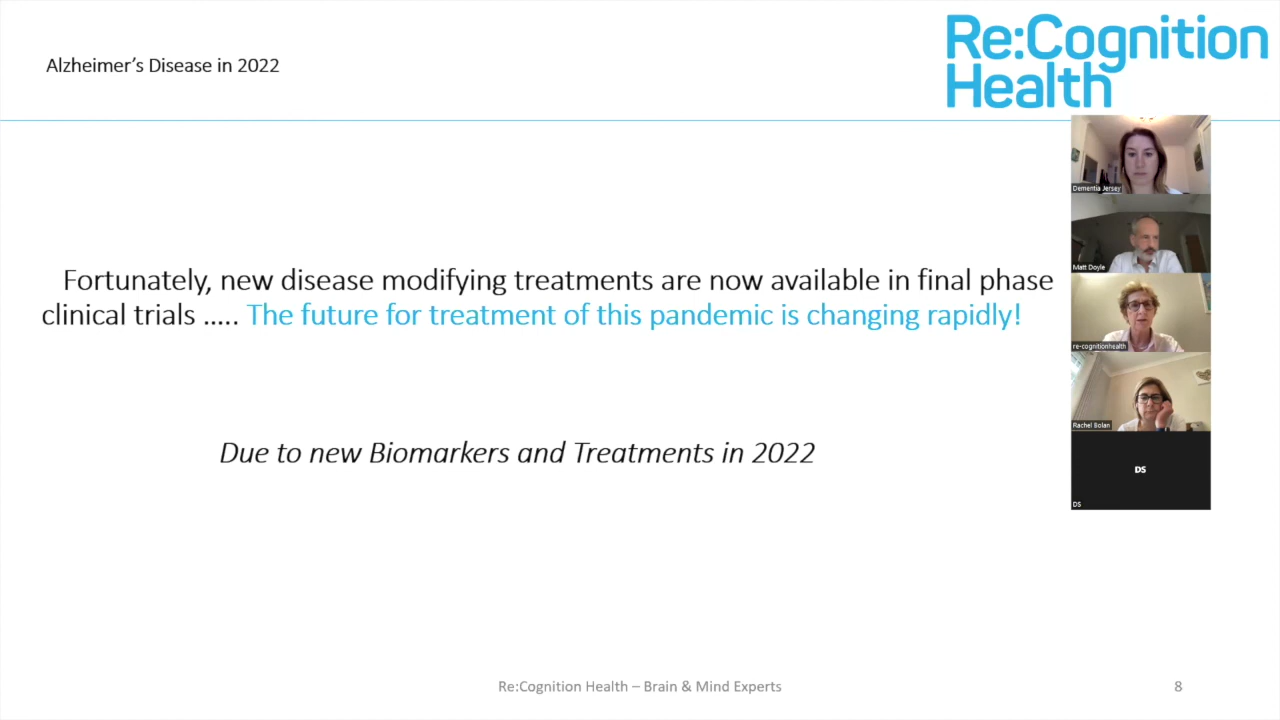 Alzheimer’s Disease in 2022
Re:Cognition
Health
Dementia Jersey
Matt Doyle
re-cognitionhealth
Rachel Bolan
DS
DS
Fortunately, new disease modifying treatments are now available in final phase
clinical trials ..... The future for treatment of this pandemic is changing rapidly!
Due to new Biomarkers and Treatments in 2022
Re:Cognition Health – Brain & Mind Experts
8